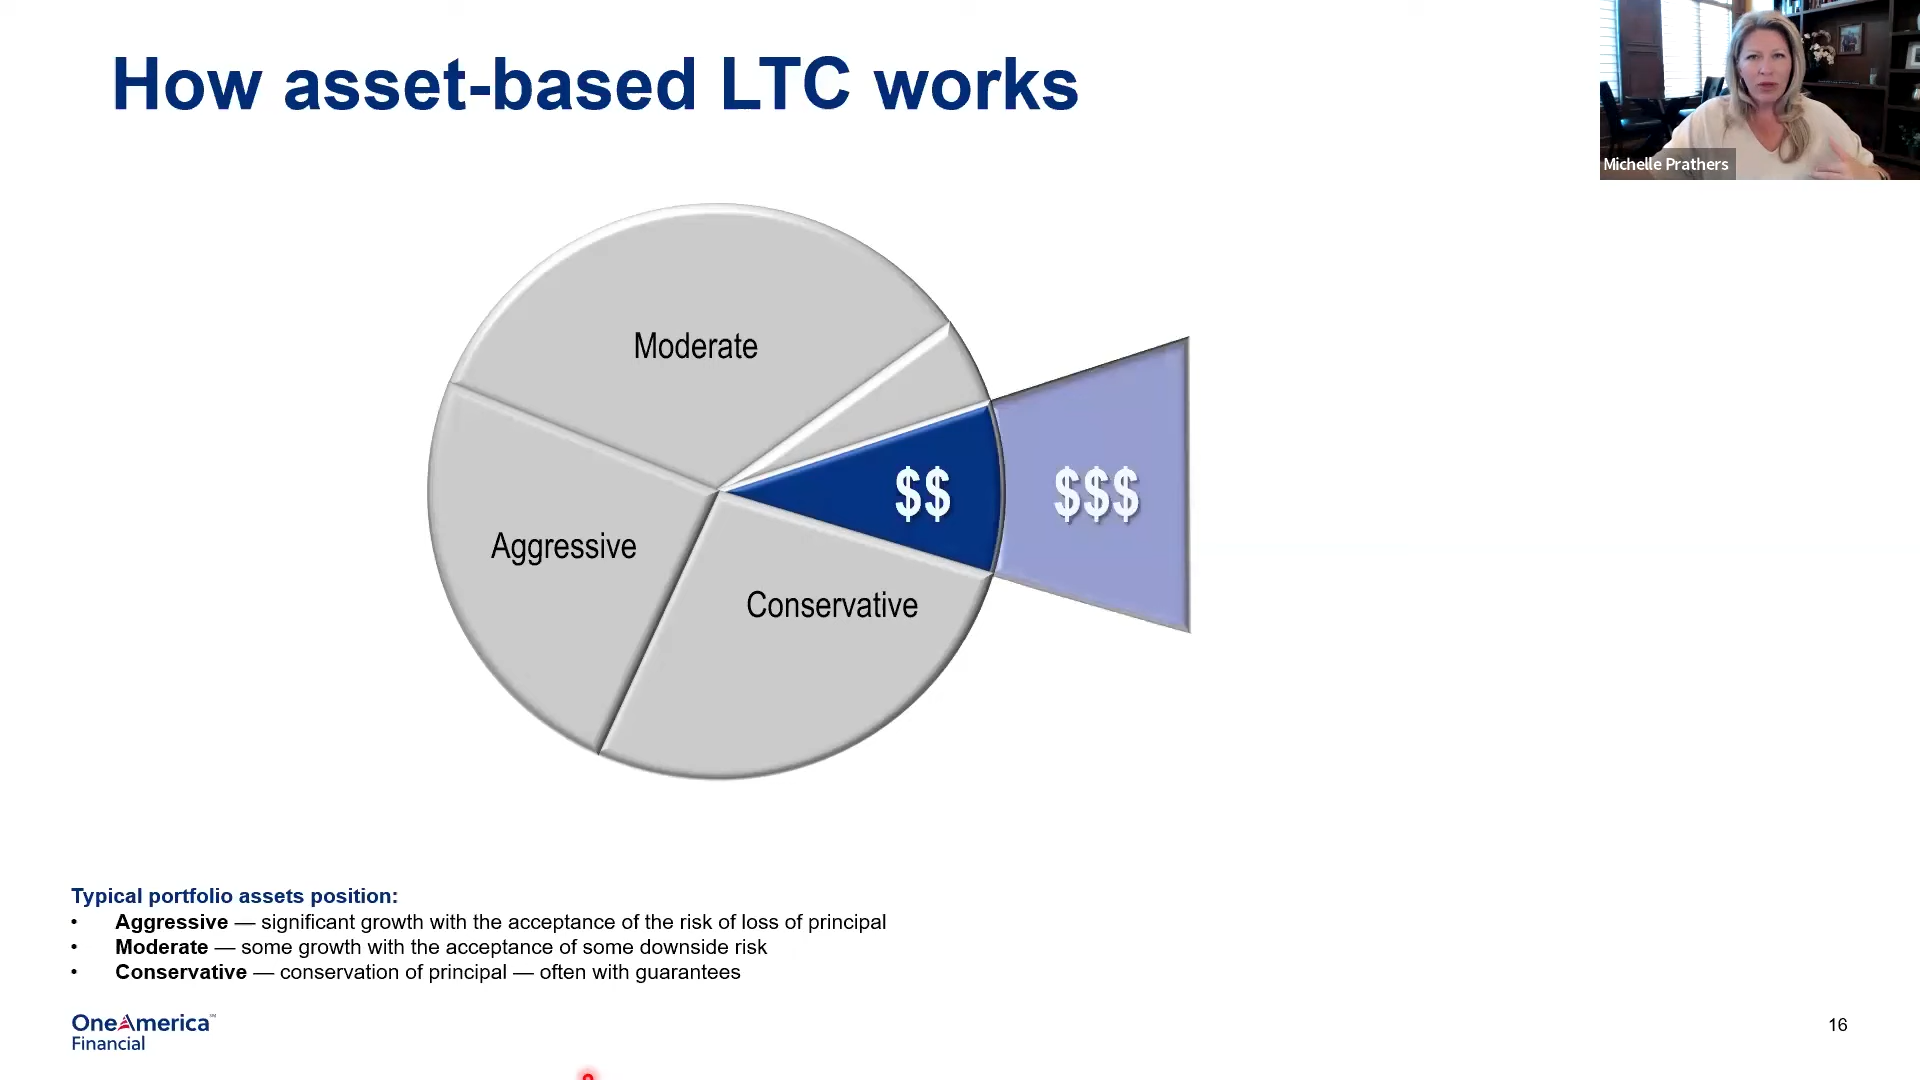 How asset-based LTC works
Michelle Prathers
Moderate
$$
$$$
Aggressive
Conservative
Typical portfolio assets position:
• Aggressive — significant growth with the acceptance of the risk of loss of principal
• Moderate — some growth with the acceptance of some downside risk
• Conservative — conservation of principal — often with guarantees
OneAmerica™
Financial
16